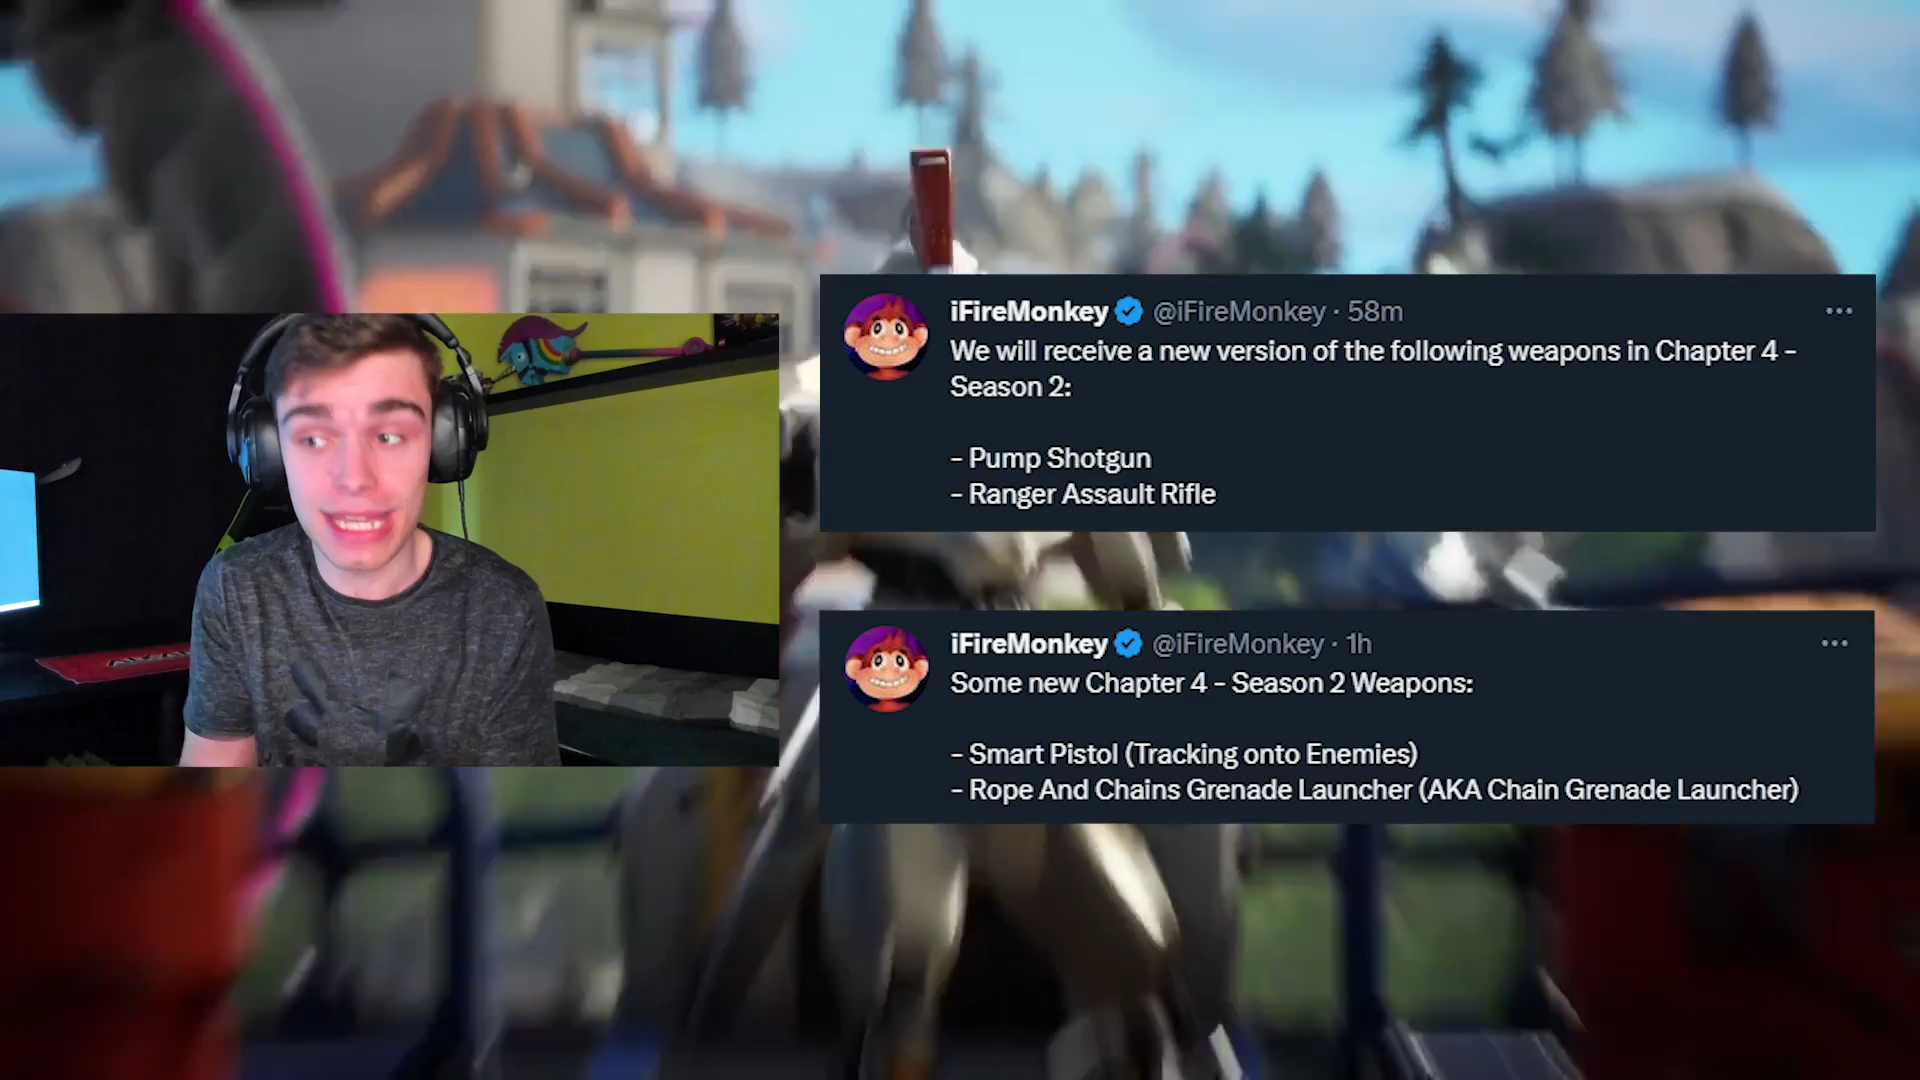 iFireMonkey @iFireMonkey · 58m
We will receive a new version of the following weapons in Chapter 4 -
Season 2:
- Pump Shotgun
- Ranger Assault Rifle
iFireMonkey @iFireMonkey · 1h
Some new Chapter 4 - Season 2 Weapons:
- Smart Pistol (Tracking onto Enemies)
- Rope And Chains Grenade Launcher (AKA Chain Grenade Launcher)